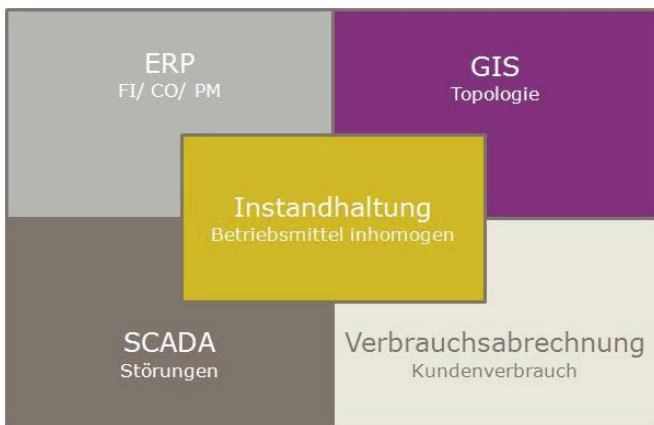 ERP
FI/ CO/ PM
GIS
Topologie
Instandhaltung
Betriebsmittel inhomogen
SCADA
Störungen
Verbrauchsabrechnung
Kundenverbrauch